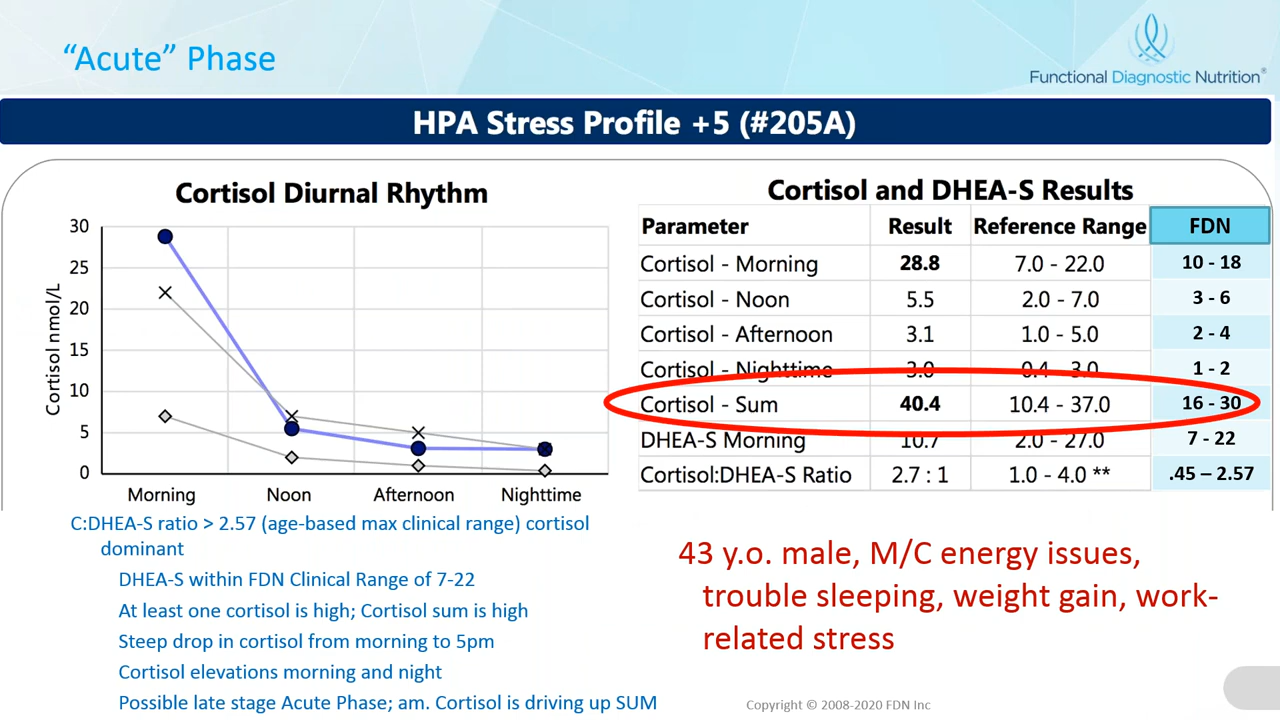 “Acute” Phase
Functional Diagnostic Nutrition®
HPA Stress Profile +5 (#205A)
Cortisol Diurnal Rhythm
30
25
20
15
10
5
0
Cortisol nmol/L
Morning Noon Afternoon Nighttime
Cortisol and DHEA-S Results
Parameter Result Reference Range FDN
Cortisol - Morning 28.8 7.0 - 22.0 10 - 18
Cortisol - Noon 5.5 2.0 - 7.0 3 - 6
Cortisol - Afternoon 3.1 1.0 - 5.0 2 - 4
Cortisol - Nighttime 3.0 0.4 - 3.0 1 - 2
Cortisol - Sum 40.4 10.4 - 37.0 16 - 30
DHEA-S Morning 10.7 2.0 - 27.0 7 - 22
Cortisol:DHEA-S Ratio 2.7 : 1 1.0 - 4.0 ** .45 – 2.57
C:DHEA-S ratio > 2.57 (age-based max clinical range) cortisol
dominant
DHEA-S within FDN Clinical Range of 7-22
At least one cortisol is high; Cortisol sum is high
Steep drop in cortisol from morning to 5pm
Cortisol elevations morning and night
Possible late stage Acute Phase; am. Cortisol is driving up SUM
43 y.o. male, M/C energy issues,
trouble sleeping, weight gain, work-
related stress
Copyright © 2008-2020 FDN Inc